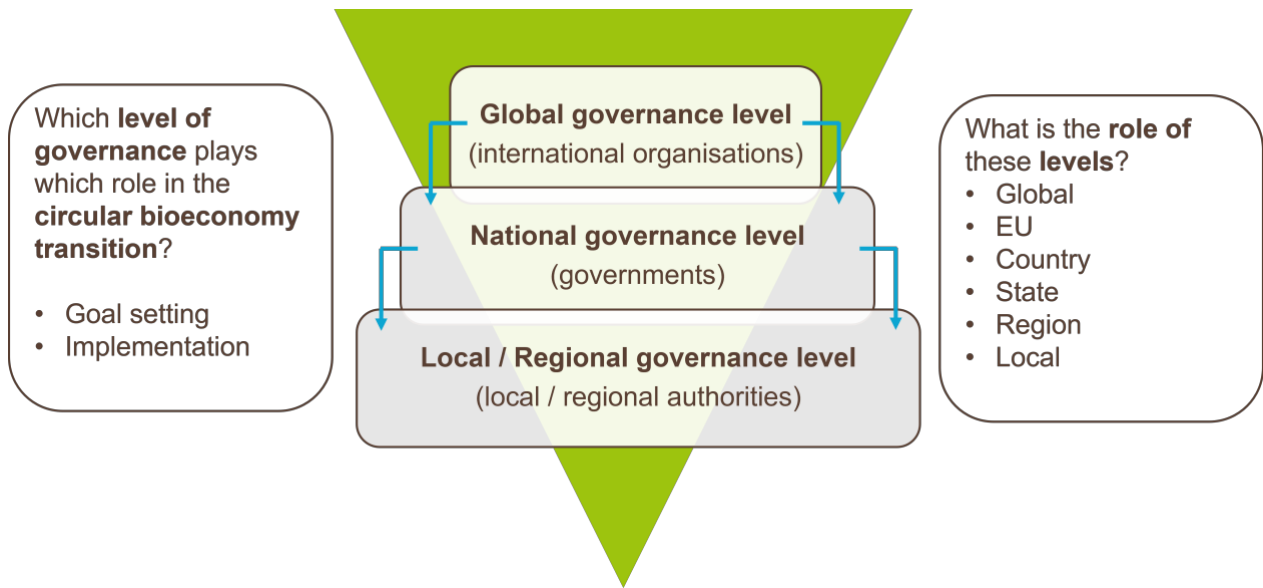 Which level of
governance plays
which role in the
circular bioeconomy
transition?
• Goal setting
• Implementation
Global governance level
(international organisations)
National governance level
(governments)
Local / Regional governance level
(local / regional authorities)
What is the role of
these levels?
• Global
• EU
• Country
• State
• Region
• Local